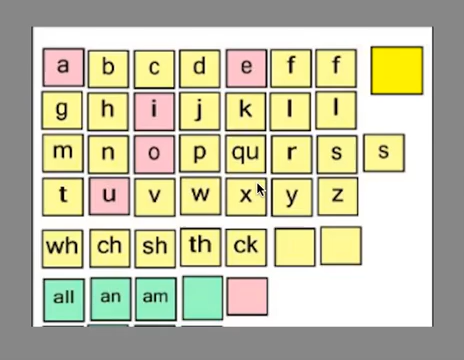 a b c d e f f
g h i j k l l
m n o p qu r s s
t u v w x y z
wh ch sh th ck
all an am